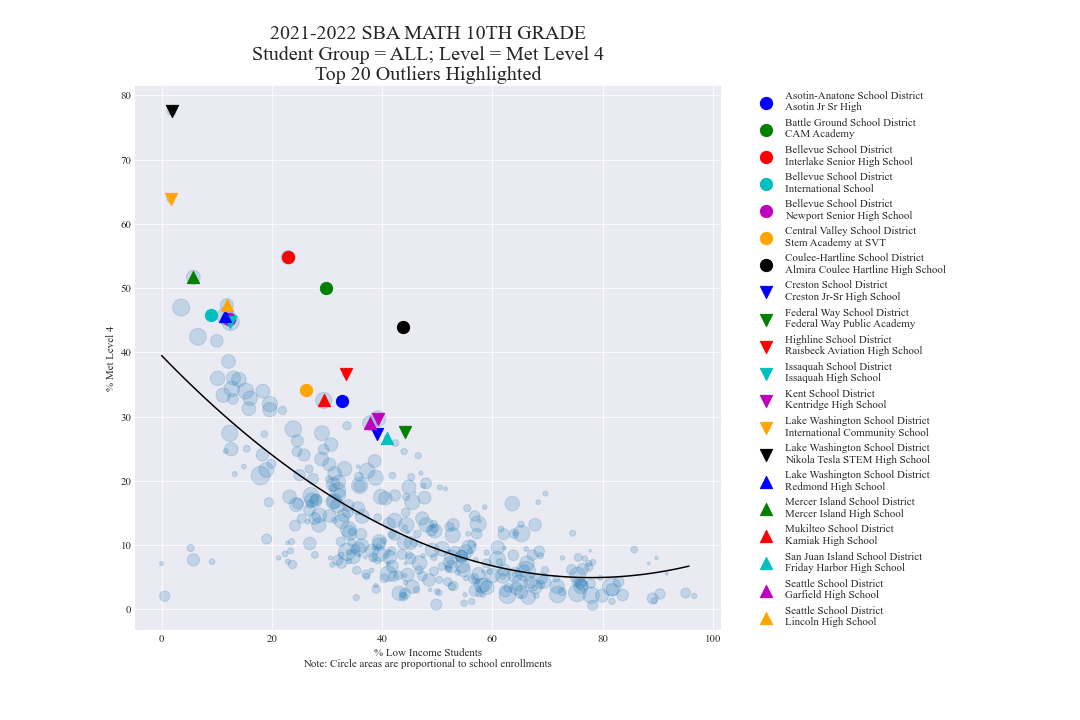 2021-2022 SBA MATH 10TH GRADE
Student Group = ALL; Level = Met Level 4
Top 20 Outliers Highlighted
80
70
60
50
40
30
20
10
0
% Met Level 4
0 20 40 60 80 100
% Low Income Students
Note: Circle areas are proportional to school enrollments
Asotin-Anatone School District
Asotin Jr Sr High
Battle Ground School District
CAM Academy
Bellevue School District
Interlake Senior High School
Bellevue School District
International School
Bellevue School District
Newport Senior High School
Central Valley School District
Stem Academy at SVT
Coulee-Hartline School District
Almira Coulee Hartline High School
Creston School District
Creston Jr-Sr High School
Federal Way School District
Federal Way Public Academy
Highline School District
Raisbeck Aviation High School
Issaquah School District
Issaquah High School
Kent School District
Kentridge High School
Lake Washington School District
International Community School
Lake Washington School District
Nikola Tesla STEM High School
Lake Washington School District
Redmond High School
Mercer Island School District
Mercer Island High School
Mukilteo School District
Kamiak High School
San Juan Island School District
Friday Harbor High School
Seattle School District
Garfield High School
Seattle School District
Lincoln High School